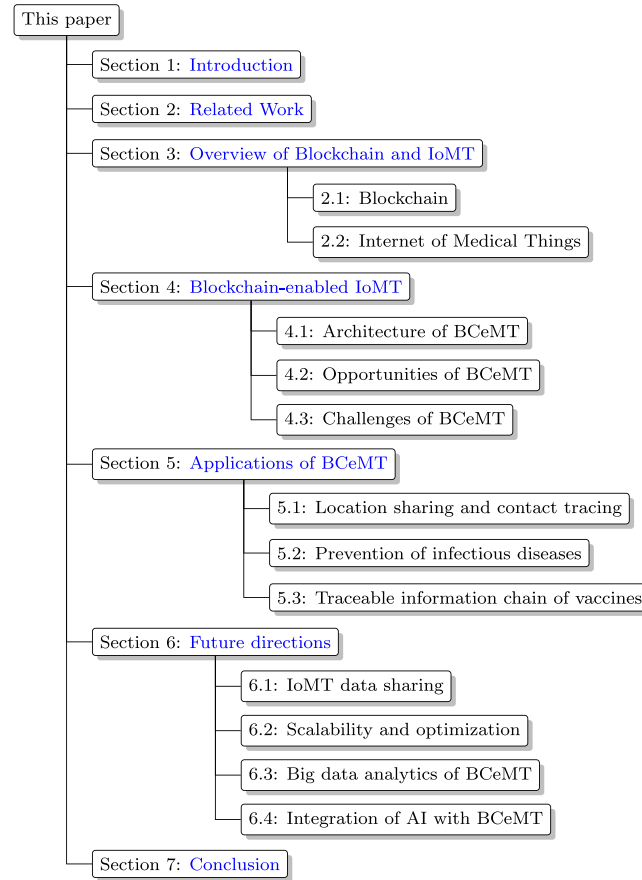 This paper
Section 1: Introduction
Section 2: Related Work
Section 3: Overview of Blockchain and IoMT
2.1: Blockchain
2.2: Internet of Medical Things
Section 4: Blockchain-enabled IoMT
4.1: Architecture of BCeMT
4.2: Opportunities of BCeMT
4.3: Challenges of BCeMT
Section 5: Applications of BCeMT
5.1: Location sharing and contact tracing
5.2: Prevention of infectious diseases
5.3: Traceable information chain of vaccines
Section 6: Future directions
6.1: IoMT data sharing
6.2: Scalability and optimization
6.3: Big data analytics of BCeMT
6.4: Integration of AI with BCeMT
Section 7: Conclusion